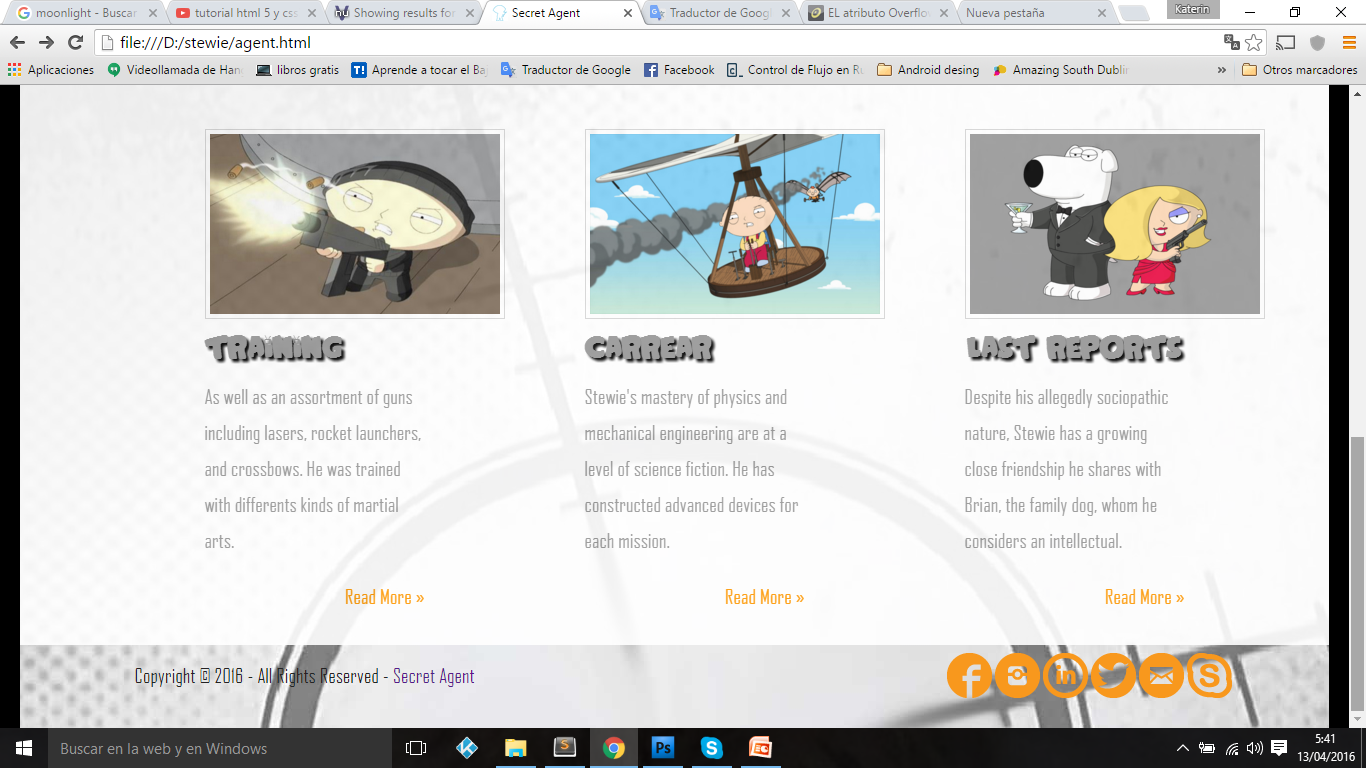 Katerin
moonlight - Buscar
tutorial html 5 y css
Showing results for
Secret Agent
Traductor de Googl
EL atributo Overflo
Nueva pestaña
file:///D:/stewie/agent.html
Aplicaciones
Videollamada de Han
libros gratis
T!
Aprende a tocar el Ba
Traductor de Google
Facebook
Control de Flujo en Ru
Android desing
Amazing South Dublin
»
Otros marcadores
TRAINING
As well as an assortment of guns
including lasers, rocket launchers,
and crossbows. He was trained
with differents kinds of martial
arts.
Read More »
CARREAR
Stewie's mastery of physics and
mechanical engineering are at a
level of science fiction. He has
constructed advanced devices for
each mission.
Read More »
LAST REPORTS
Despite his allegedly sociopathic
nature, Stewie has a growing
close friendship he shares with
Brian, the family dog, whom he
considers an intellectual.
Read More »
Copyright © 2016 - All Rights Reserved - Secret Agent
Buscar en la web y en Windows
5:41
13/04/2016